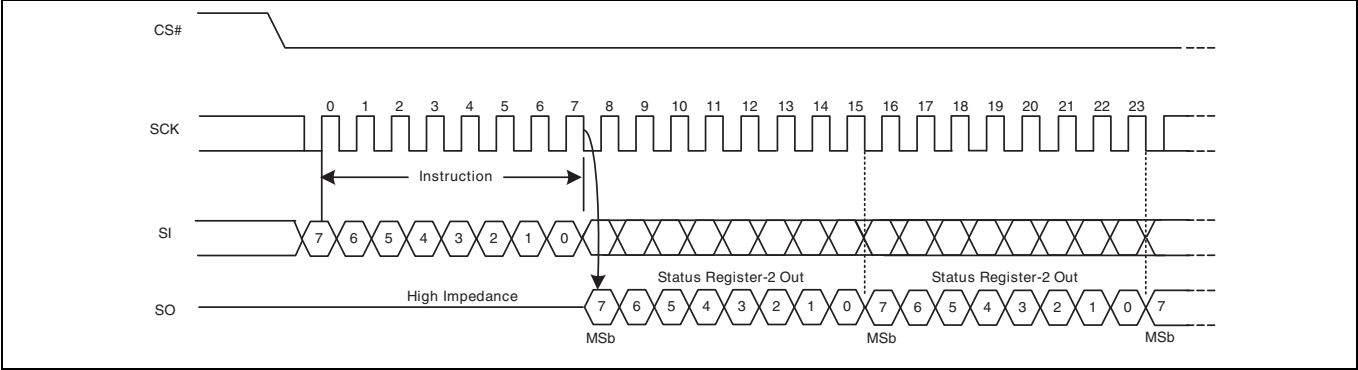 CS#
0 1 2 3 4 5 6 7 8 9 10 11 12 13 14 15 16 17 18 19 20 21 22 23
SCK
Instruction
SI
7 6 5 4 3 2 1 0
Status Register-2 Out Status Register-2 Out
High Impedance
SO
7 6 5 4 3 2 1 0 7 6 5 4 3 2 1 0 7
MSb MSb MSb